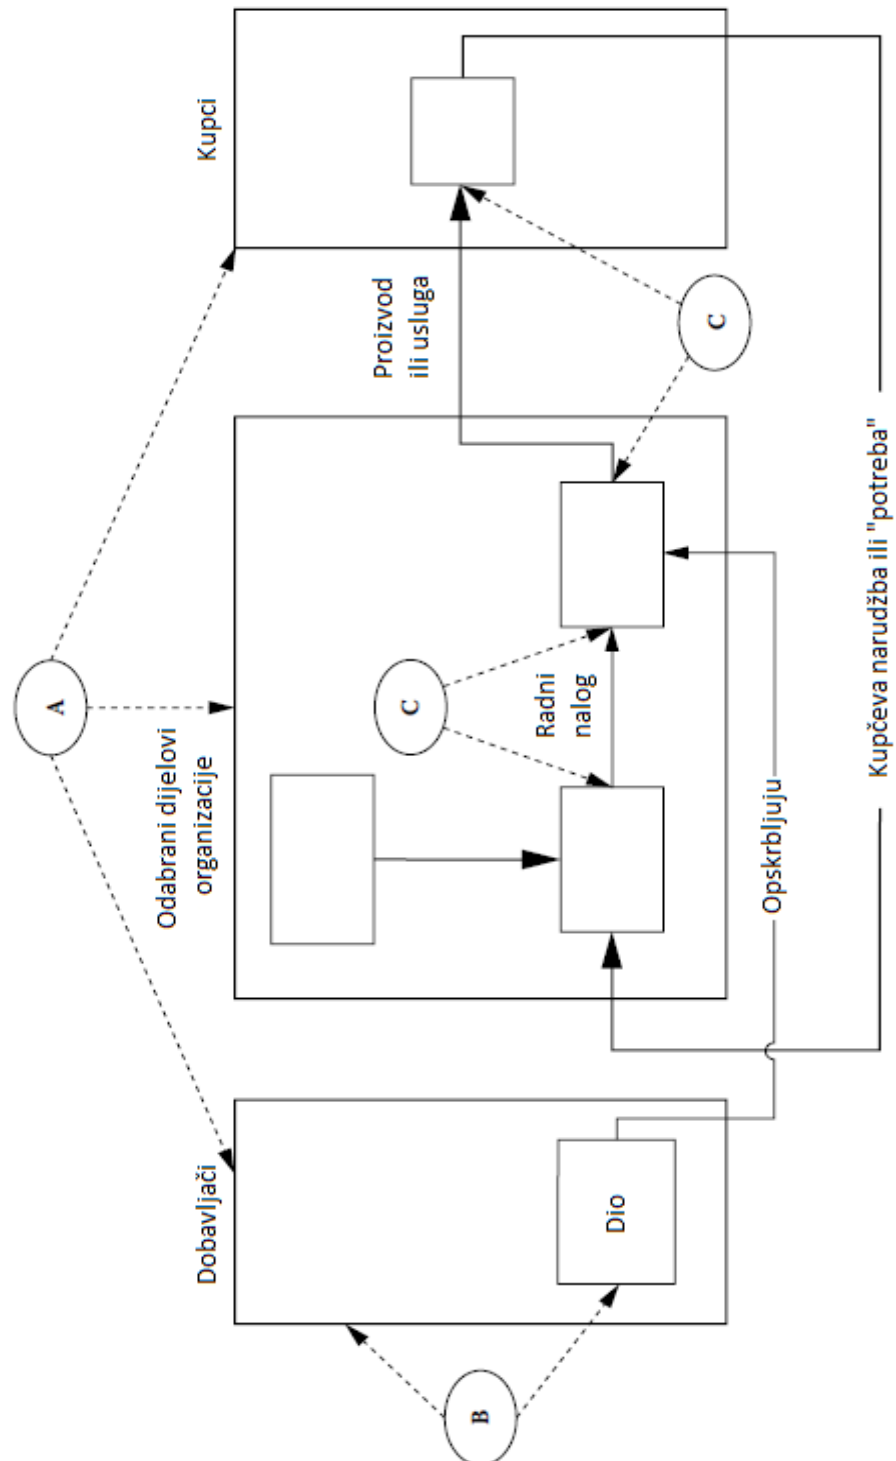 A
Dobavljači
Odabrani dijelovi
organizacije
Kupci
B
Dio
C
Radni
nalog
Proizvod
ili usluga
C
Opskrbljuju
Kupčeva narudžba ili "potreba"